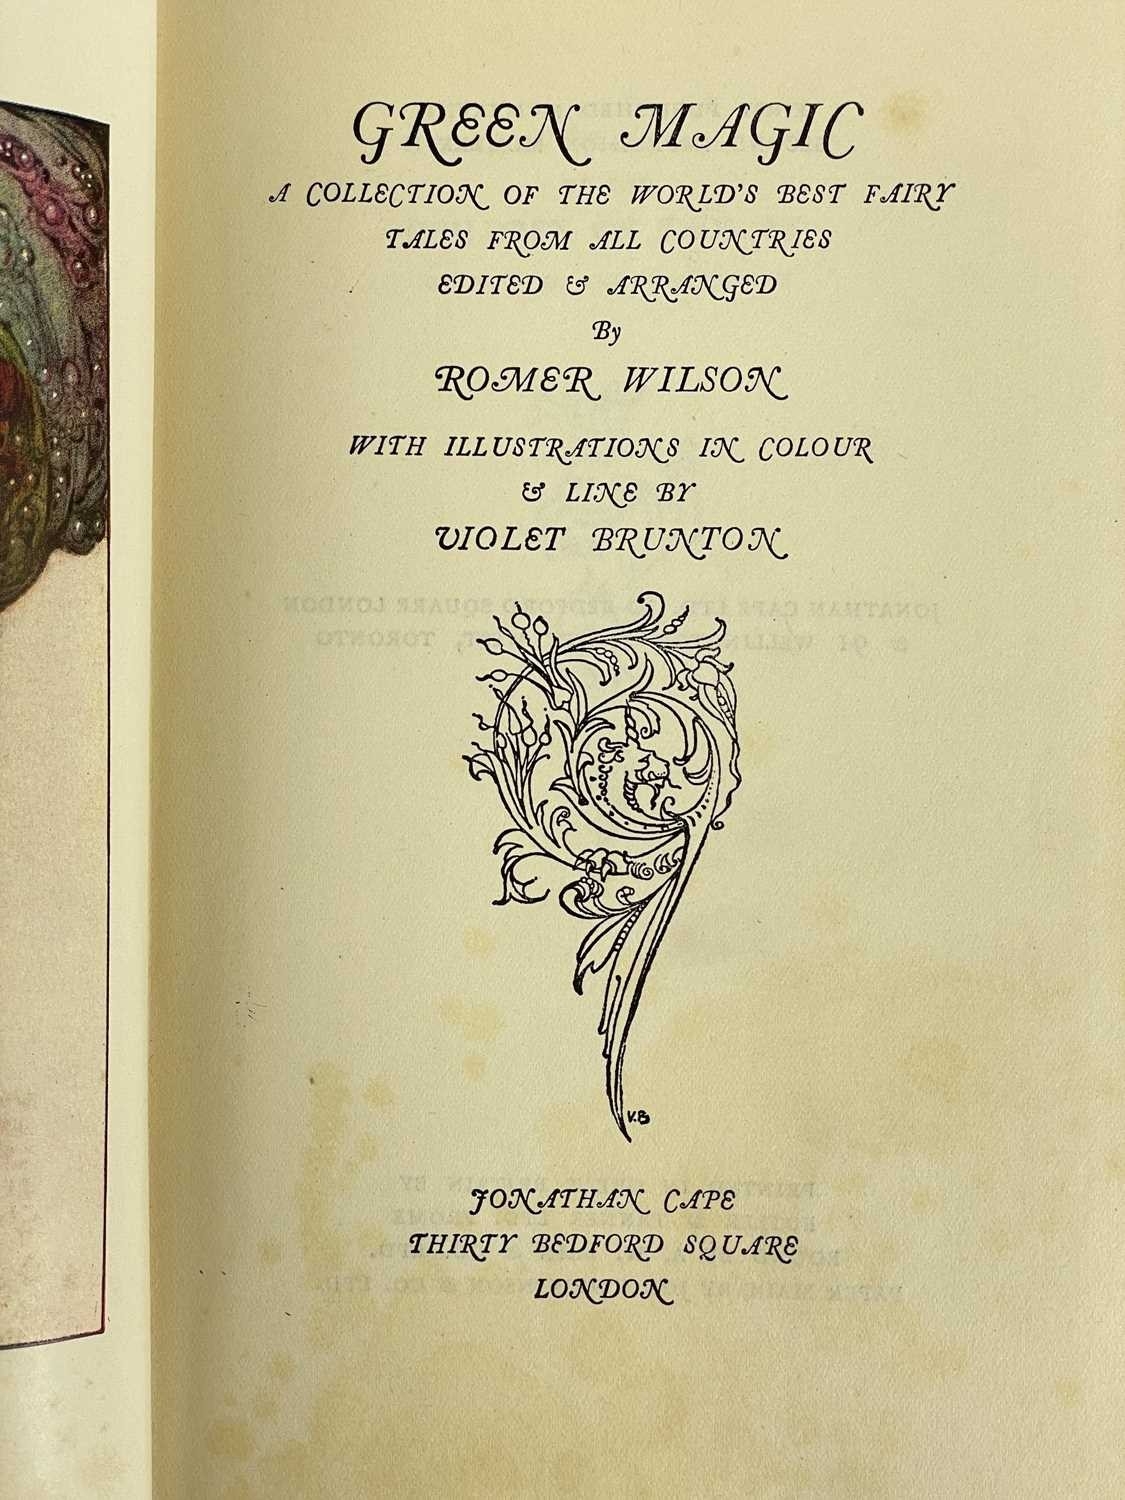 GREEN MAGIC
A COLLECTION OF THE WORLD'S BEST FAIRY
TALES FROM ALL COUNTRIES
EDITED & ARRANGED
By
ROMER WILSON
WITH ILLUSTRATIONS IN COLOUR
& LINE BY
VIOLET BRUNTON
V.B
JONATHAN CAPE
THIRTY BEDFORD SQUARE
LONDON